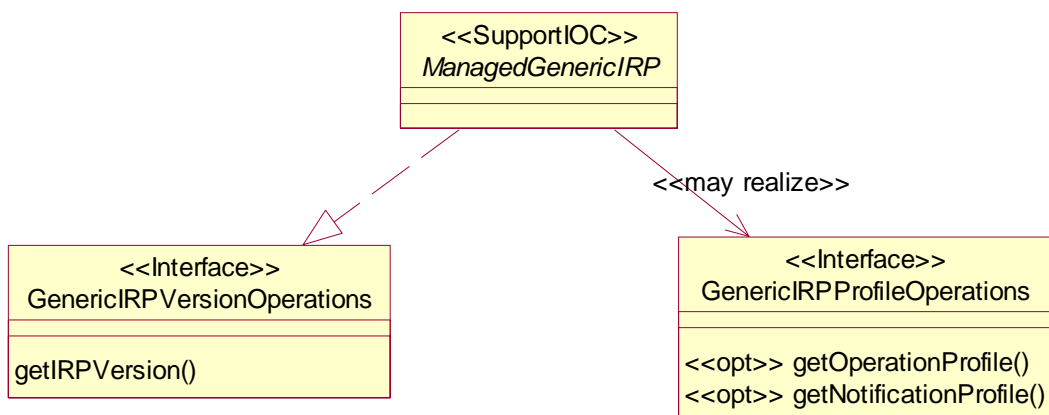 <<SupportIOC>>
ManagedGenericIRP
<<may realize>>
<<Interface>>
GenericIRPVersionOperations
getIRPVersion()
<<Interface>>
GenericIRPProfileOperations
<<opt>> getOperationProfile()
<<opt>> getNotificationProfile()